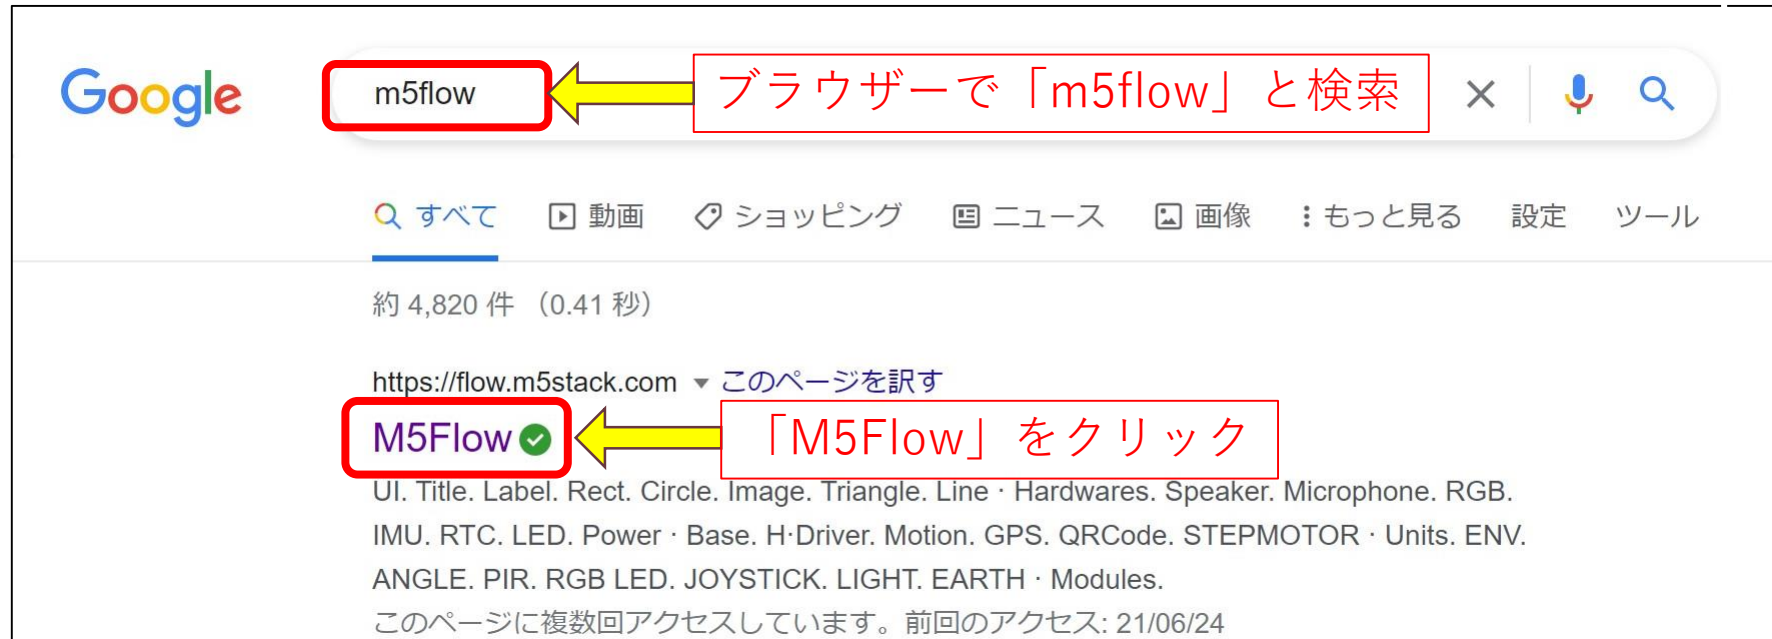 Google
m5flow
ブラウザーで「m5flow」と検索
すべて 動画 ショッピング ニュース 画像 もっと見る 設定 ツール
約 4,820 件 （0.41 秒）
https://flow.m5stack.com ▼ このページを訳す
M5Flow
「M5Flow」をクリック
UI. Title. Label. Rect. Circle. Image. Triangle. Line · Hardwares. Speaker. Microphone. RGB.
IMU. RTC. LED. Power · Base. H·Driver. Motion. GPS. QRCode. STEPMOTOR · Units. ENV.
ANGLE. PIR. RGB LED. JOYSTICK. LIGHT. EARTH · Modules.
このページに複数回アクセスしています。前回のアクセス: 21/06/24